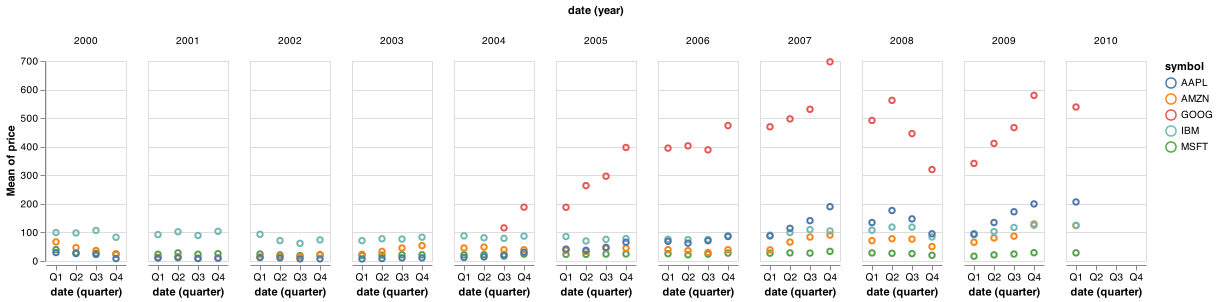 date (year)
2000 2001 2002 2003 2004 2005 2006 2007 2008 2009 2010
Mean of price
700
600
500
400
300
200
100
0
Q1 Q2 Q3 Q4 Q1 Q2 Q3 Q4 Q1 Q2 Q3 Q4 Q1 Q2 Q3 Q4 Q1 Q2 Q3 Q4 Q1 Q2 Q3 Q4 Q1 Q2 Q3 Q4 Q1 Q2 Q3 Q4 Q1 Q2 Q3 Q4 Q1 Q2 Q3 Q4 Q1 Q2 Q3 Q4
date (quarter) date (quarter) date (quarter) date (quarter) date (quarter) date (quarter) date (quarter) date (quarter) date (quarter) date (quarter) date (quarter)
symbol
AAPL
AMZN
GOOG
IBM
MSFT